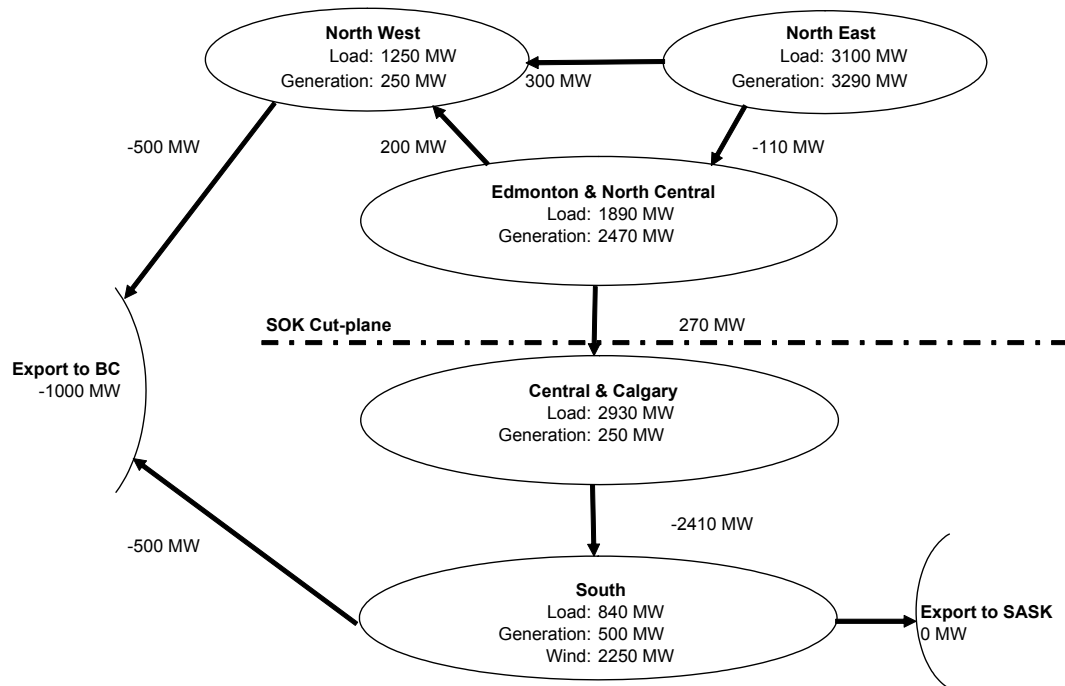 North West
Load: 1250 MW
Generation: 250 MW
North East
Load: 3100 MW
Generation: 3290 MW
300 MW
-500 MW
200 MW
-110 MW
Edmonton & North Central
Load: 1890 MW
Generation: 2470 MW
SOK Cut-plane
270 MW
Export to BC
-1000 MW
Central & Calgary
Load: 2930 MW
Generation: 250 MW
-2410 MW
-500 MW
South
Load: 840 MW
Generation: 500 MW
Wind: 2250 MW
Export to SASK
0 MW